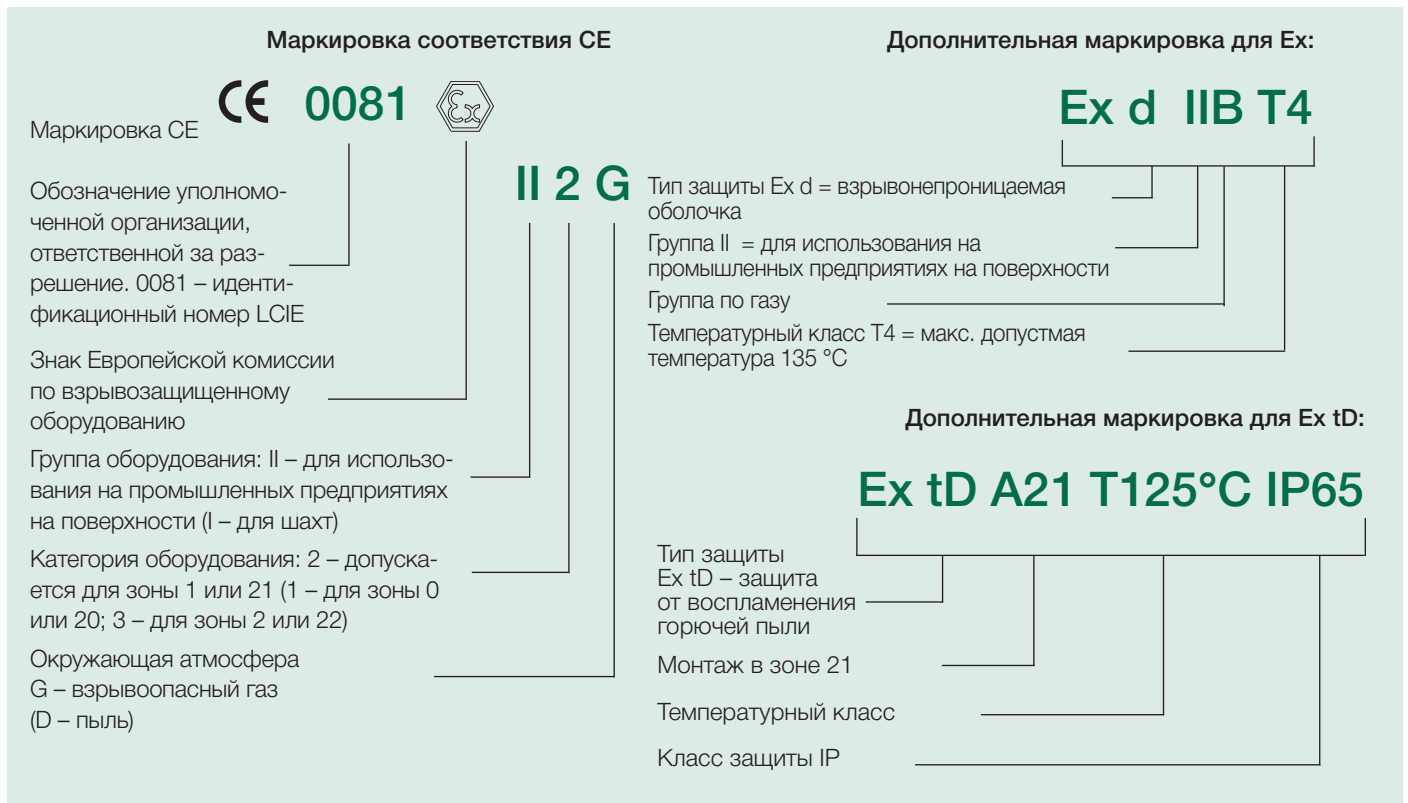 Маркировка соответствия CE
CE 0081 Ex
Маркировка CE
II 2 G
Обозначение уполномо-
ченной организации,
ответственной за раз-
решение. 0081 – иденти-
фикационный номер LCIE
Знак Европейской комиссии
по взрывозащищенному
оборудованию
Группа оборудования: II – для использо-
вания на промышленных предприятиях
на поверхности (I – для шахт)
Категория оборудования: 2 – допуска-
ется для зоны 1 или 21 (1 – для зоны 0
или 20; 3 – для зоны 2 или 22)
Окружающая атмосфера
G – взрывоопасный газ
(D – пыль)
Дополнительная маркировка для Ex:
Ex d IIB T4
Тип защиты Ex d = взрывонепроницаемая
оболочка
Группа II = для использования на
промышленных предприятиях на поверхности
Группа по газу
Температурный класс T4 = макс. допустмая
температура 135 °C
Дополнительная маркировка для Ex tD:
Ex tD A21 T125°C IP65
Тип защиты
Ex tD – защита
от воспламенения
горючей пыли
Монтаж в зоне 21
Температурный класс
Класс защиты IP